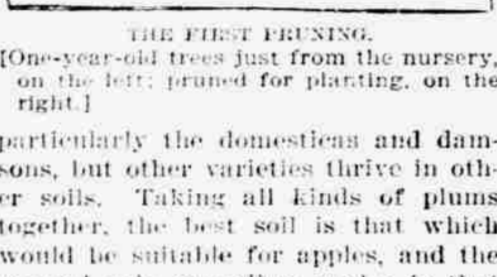 THE FIRST PRUNING.
[One-year-old trees just from the nursery,
on the left; pruned for planting, on the
right.]
particularly the domesticas and dam-
sons, but other varieties thrive in oth-
er soils. Taking all kinds of plums
together, the best soil is that which
would be suitable for apples, and the